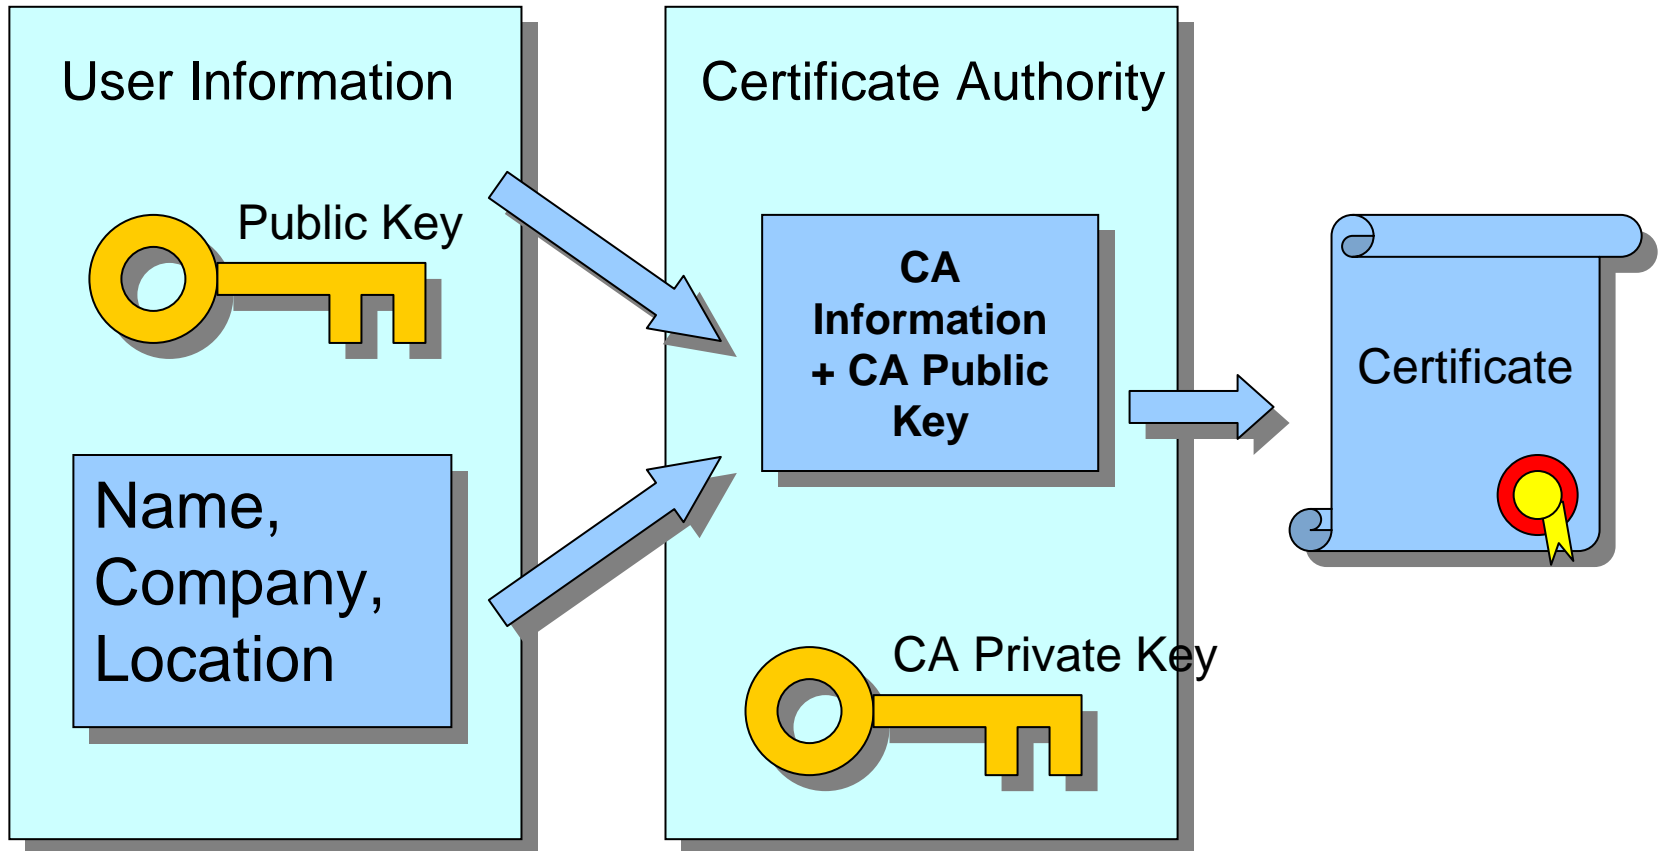 User Information
Public Key
Name,
Company,
Location
Certificate Authority
CA
Information
+ CA Public
Key
CA Private Key
Certificate